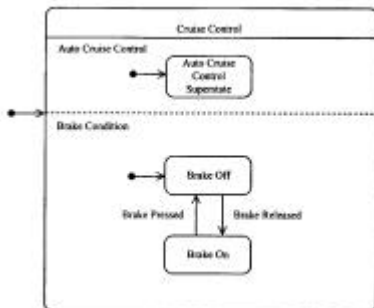 Cruise Control
Auto Cruise Control
Auto Cruise
Control
Superstate
Brake Condition
Brake Off
Brake Pressed
Brake Released
Brake On